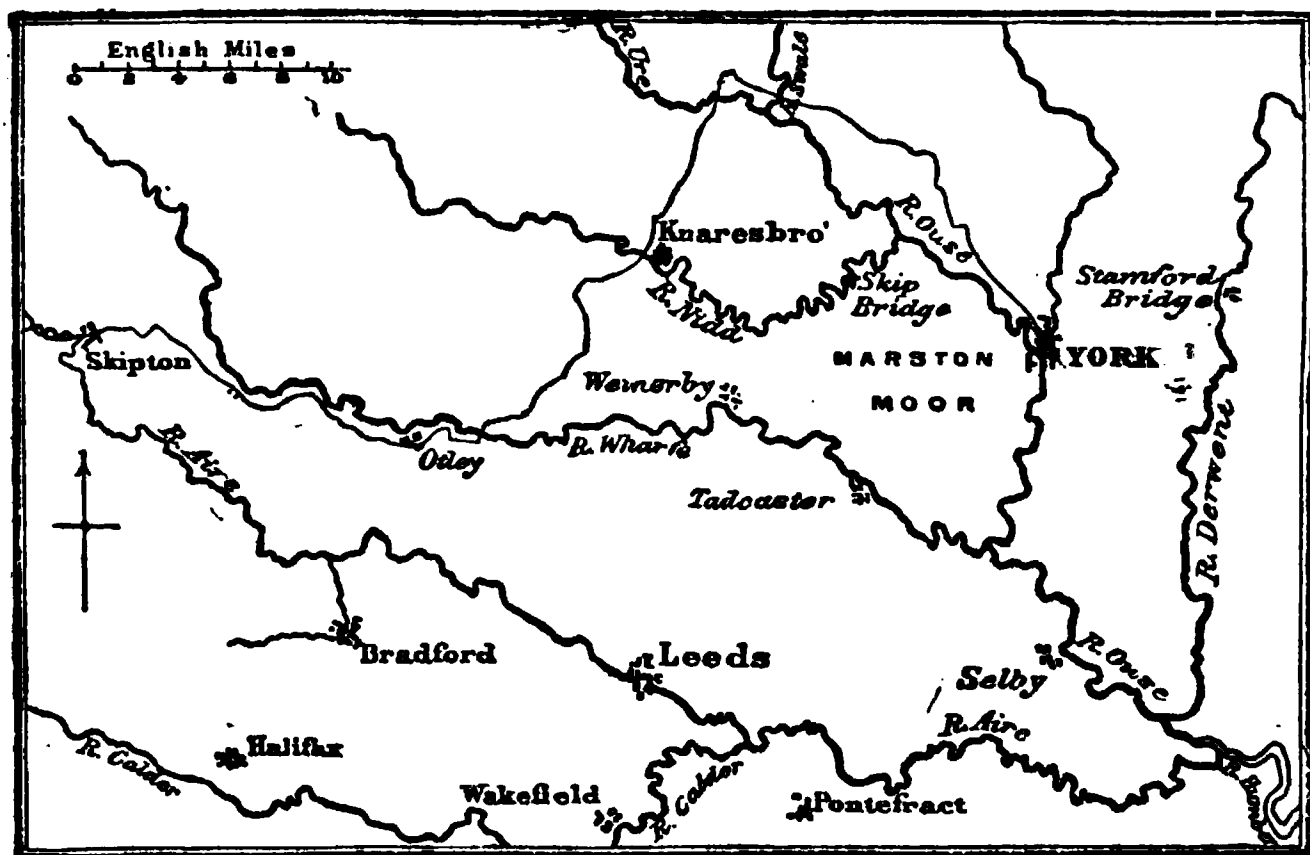 English Miles
0 2 4 6 8 10
R. Ure
R. Swale
Knaresbro'
R. Ouse
Skip
Bridge
Stamford
Bridge
R. Nidd
YORK
MARSTON
MOOR
Skipton
Wetherby
R. Wharfe
Otley
R. Aire
Tadcaster
R. Derwent
Bradford
Leeds
Selby
R. Ouse
R. Aire
Halifax
R. Calder
Wakefield
R. Calder
Pontefract